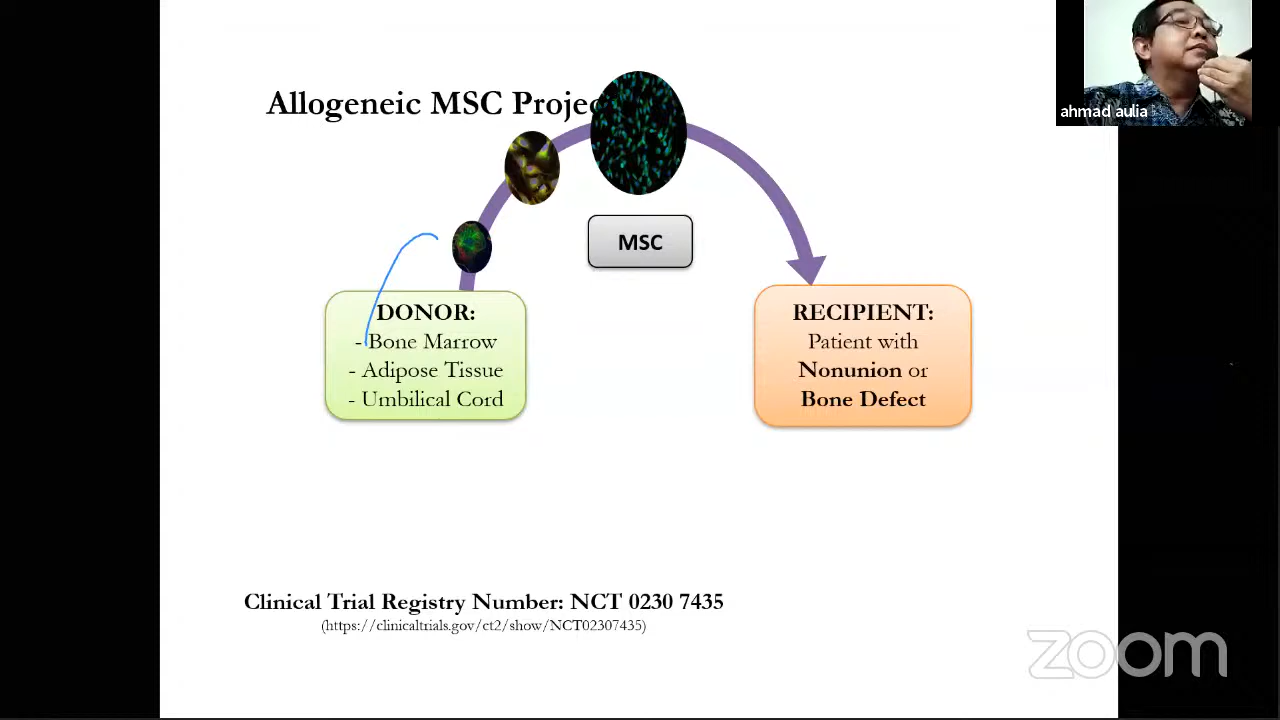 ahmad aulia
Allogeneic MSC Projec
MSC
DONOR:
- Bone Marrow
- Adipose Tissue
- Umbilical Cord
RECIPIENT:
Patient with
Nonunion or
Bone Defect
Clinical Trial Registry Number: NCT 0230 7435
(https://clinicaltrials.gov/ct2/show/NCT02307435)
zoom